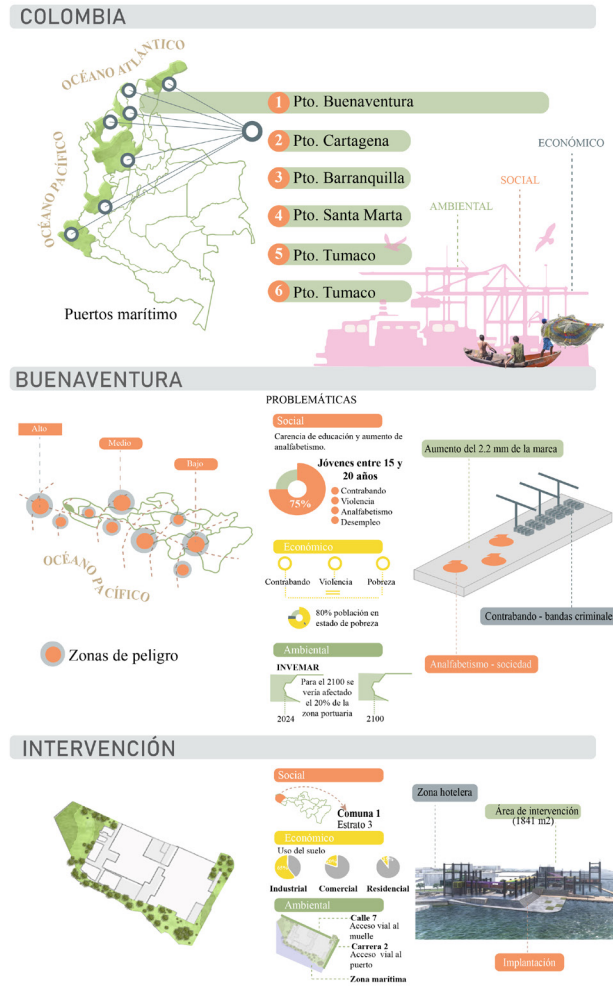 COLOMBIA
OCÉANO ATLÁNTICO
OCÉANO PACÍFICO
1 Pto. Buenaventura
2 Pto. Cartagena
3 Pto. Barranquilla
4 Pto. Santa Marta
5 Pto. Tumaco
6 Pto. Tumaco
ECONÓMICO
SOCIAL
AMBIENTAL
Puertos marítimo
BUENAVENTURA
Alto
Medio
Bajo
OCÉANO PACÍFICO
Zonas de peligro
PROBLEMÁTICAS
Social
Carencia de educación y aumento de
analfabetismo.
Jóvenes entre 15 y
20 años
75%
Contrabando
Violencia
Analfabetismo
Desempleo
Económico
Contrabando Violencia Pobreza
80% población en
estado de pobreza
Ambiental
INVEMAR
Para el 2100 se
vería afectado
el 20% de la
zona portuaria
2024
2100
Aumento del 2.2 mm de la marea
Contrabando - bandas criminale
Analfabetismo - sociedad
INTERVENCIÓN
Social
Comuna 1
Estrato 3
Económico
Uso del suelo
Industrial Comercial Residencial
Ambiental
Calle 7
Acceso vial al
muelle
Carrera 2
Acceso vial al
puerto
Zona marítima
Zona hotelera
Área de intervención
(1841 m2)
Implantación